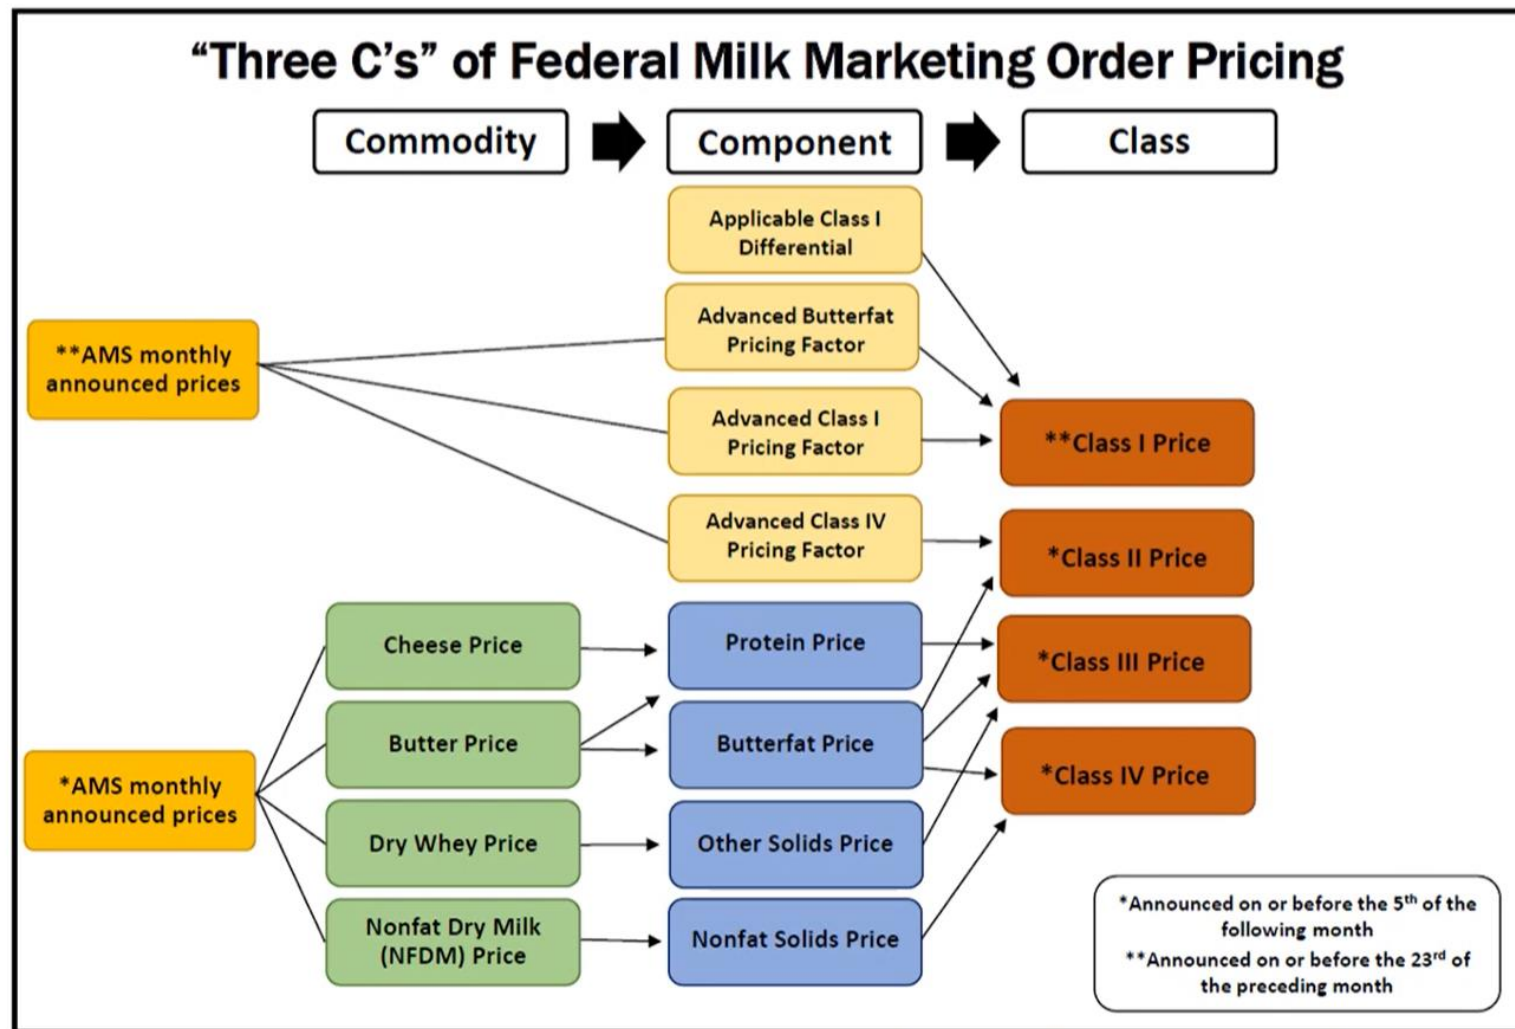 “Three C’s” of Federal Milk Marketing Order Pricing
Commodity
Component
Class
Applicable Class I
Differential
Advanced Butterfat
Pricing Factor
**AMS monthly
announced prices
Advanced Class I
Pricing Factor
**Class I Price
Advanced Class IV
Pricing Factor
*Class II Price
Cheese Price
Protein Price
*Class III Price
Butter Price
Butterfat Price
*Class IV Price
*AMS monthly
announced prices
Dry Whey Price
Other Solids Price
Nonfat Dry Milk
(NFDM) Price
Nonfat Solids Price
*Announced on or before the 5th of the
following month
**Announced on or before the 23rd of
the preceding month